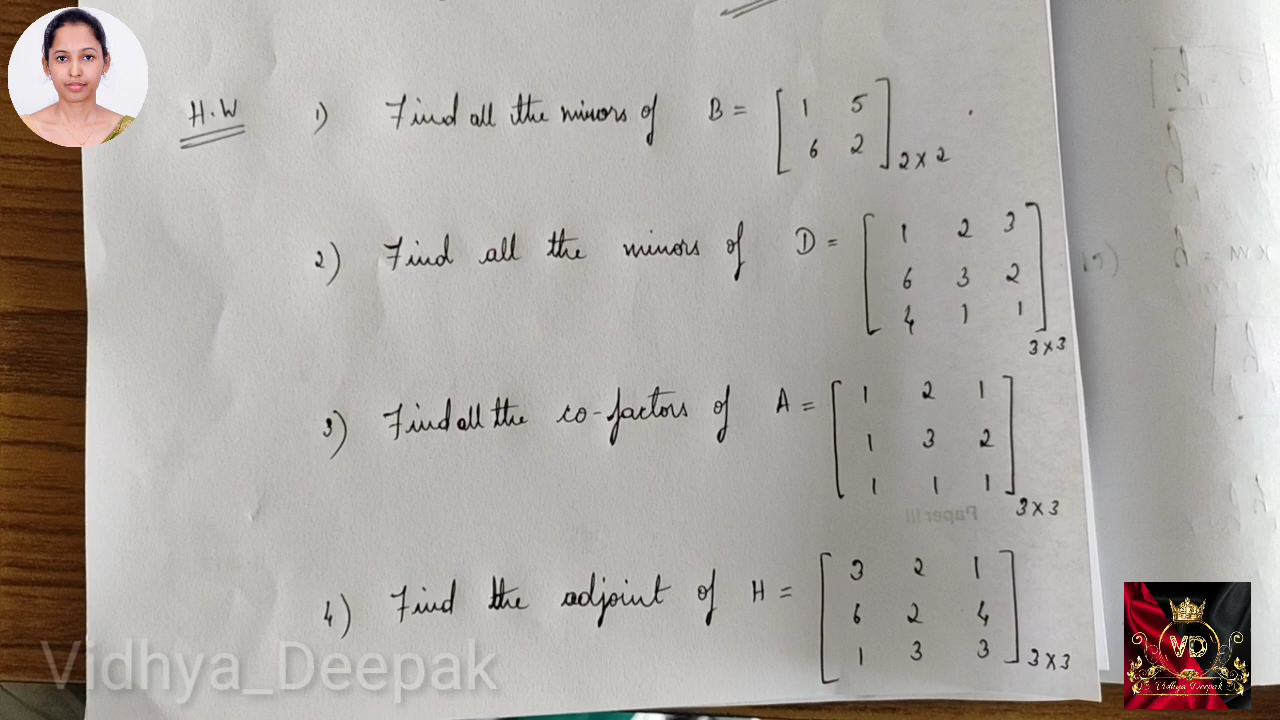 H.W 1) Find all the minors of B = [ 1 5
6 2 ] 2 x 2
2) Find all the minors of D = [ 1 2 3
6 3 2
4 1 1 ] 3 x 3
3) Find all the co-factors of A = [ 1 2 1
1 3 2
1 1 1 ] 3 x 3
Paper!!!
4) Find the adjoint of H = [ 3 2 1
6 2 4
1 3 3 ] 3 x 3
Vidhya_Deepak
VD
Vidhya Deepak